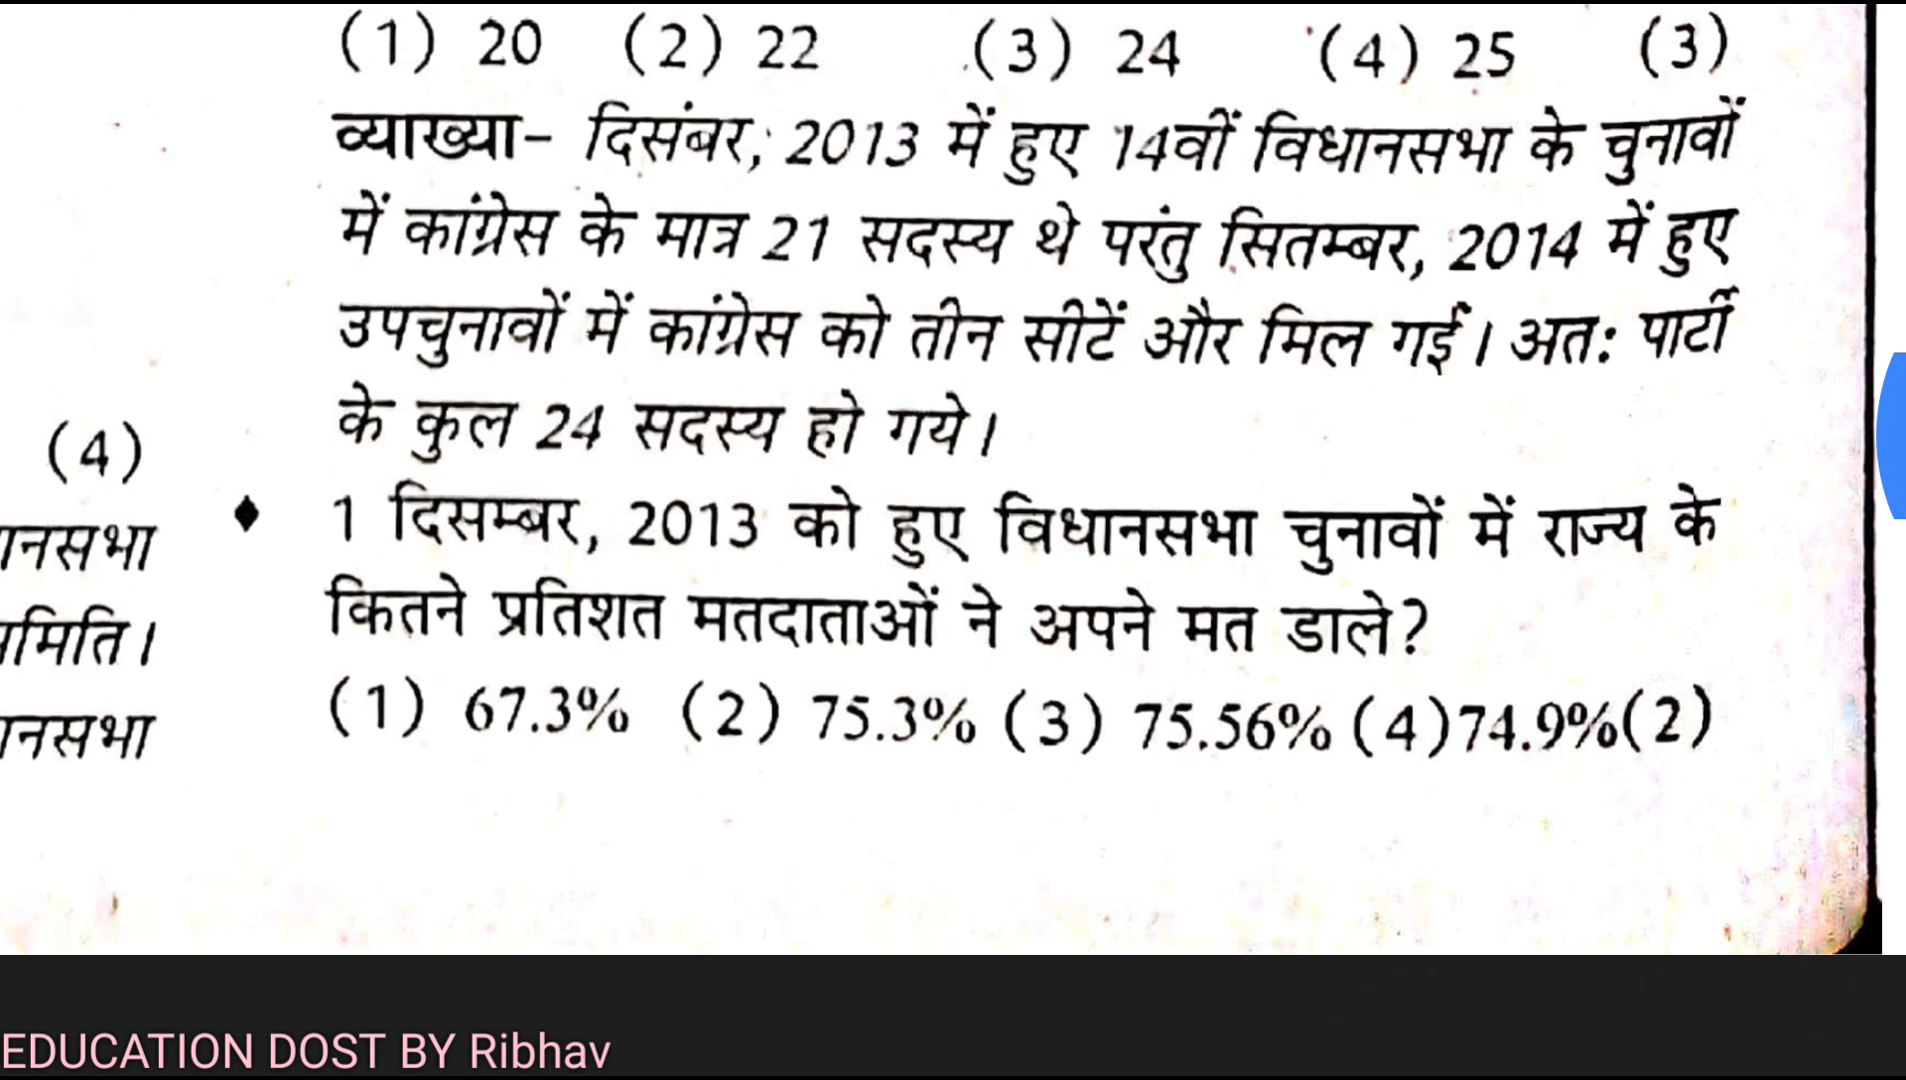 (1) 20 (2) 22 (3) 24 (4) 25 (3)
व्याख्या- दिसंबर, 2013 में हुए 14वीं विधानसभा के चुनावों
में कांग्रेस के मात्र 21 सदस्य थे परंतु सितम्बर, 2014 में हुए
उपचुनावों में कांग्रेस को तीन सीटें और मिल गई। अत: पार्टी
के कुल 24 सदस्य हो गये।
♦ 1 दिसम्बर, 2013 को हुए विधानसभा चुनावों में राज्य के
कितने प्रतिशत मतदाताओं ने अपने मत डाले?
(1) 67.3% (2) 75.3% (3) 75.56% (4)74.9%(2)
(4)
EDUCATION DOST BY Ribhav